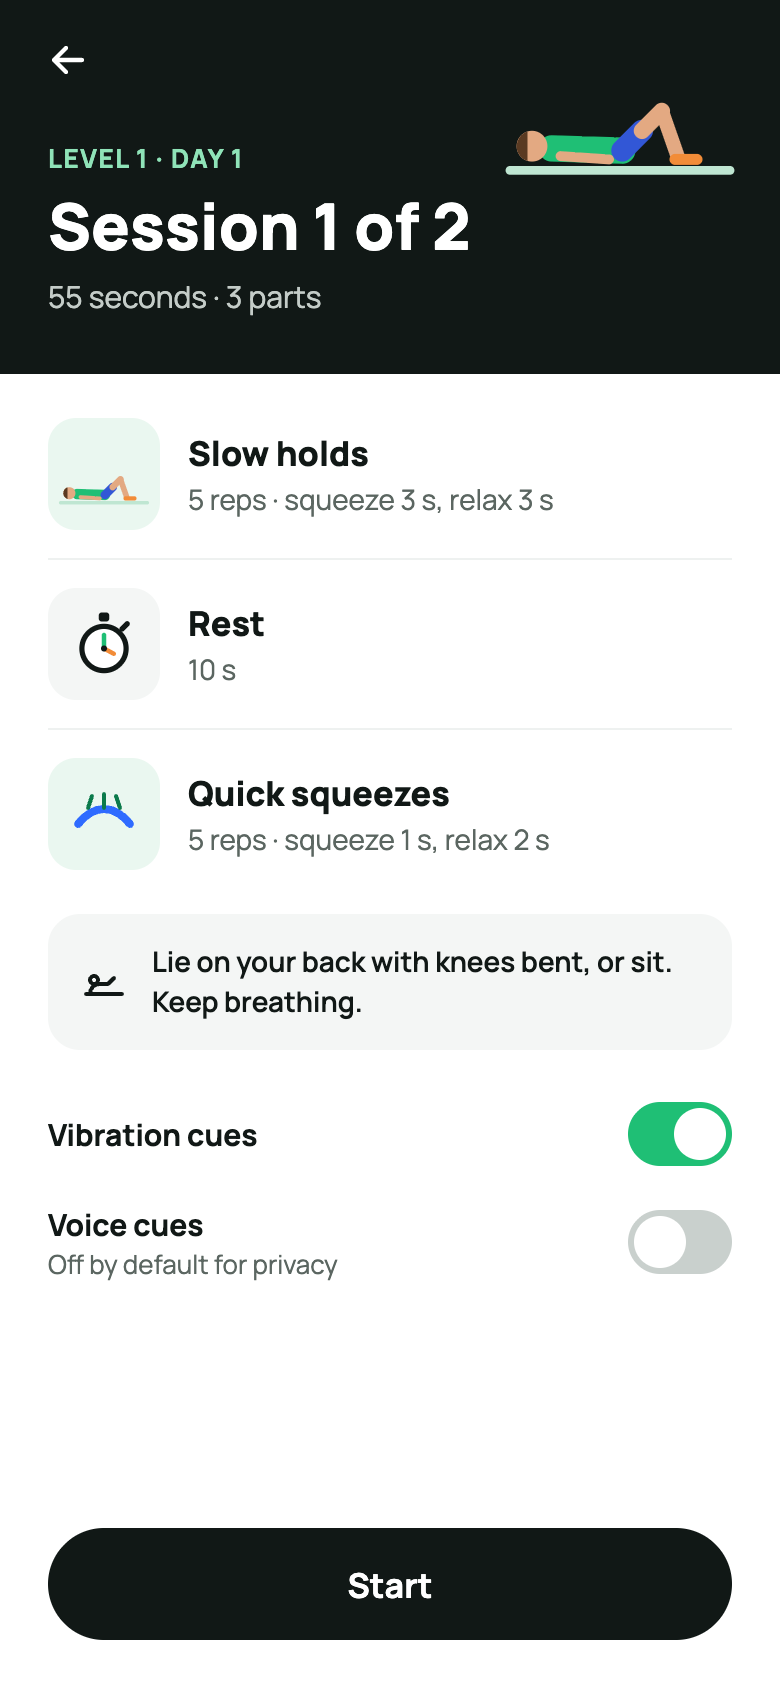 LEVEL 1 · DAY 1
Session 1 of 2
55 seconds · 3 parts
Slow holds
5 reps · squeeze 3 s, relax 3 s
Rest
10 s
Quick squeezes
5 reps · squeeze 1 s, relax 2 s
Lie on your back with knees bent, or sit.
Keep breathing.
Vibration cues
Voice cues
Off by default for privacy
Start